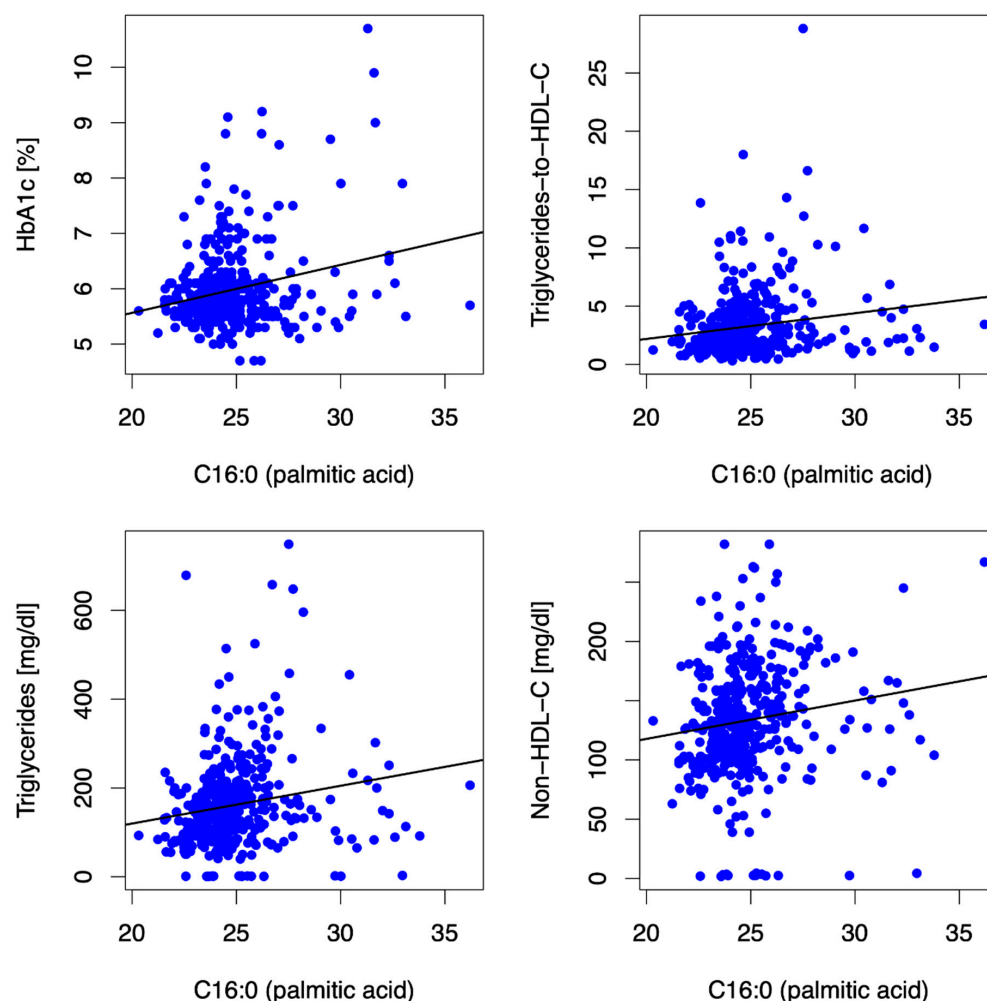 HbA1c [%]
10
9
8
7
6
5
20 25 30 35
C16:0 (palmitic acid)
Triglycerides−to−HDL−C
25
20
15
10
5
0
20 25 30 35
C16:0 (palmitic acid)
Triglycerides [mg/dl]
600
400
200
0
20 25 30 35
C16:0 (palmitic acid)
Non−HDL−C [mg/dl]
200
100
50
0
20 25 30 35
C16:0 (palmitic acid)